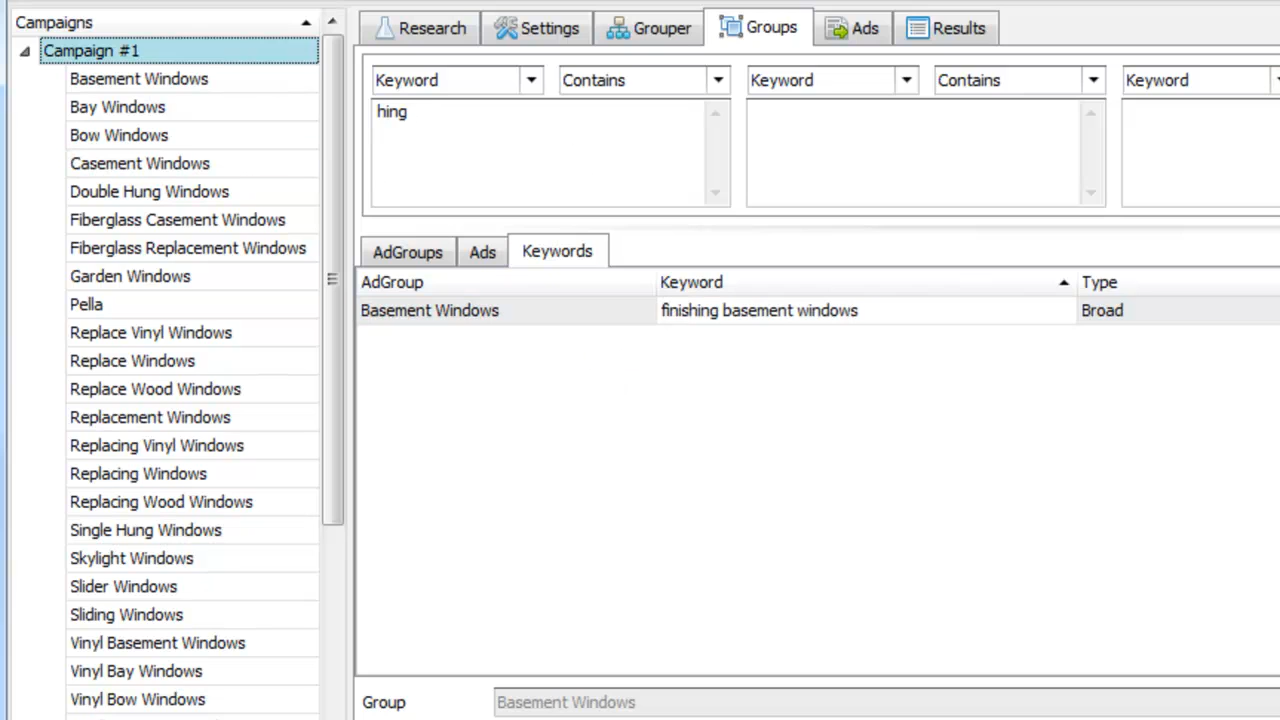 Campaigns
Campaign #1
Basement Windows
Bay Windows
Bow Windows
Casement Windows
Double Hung Windows
Fiberglass Casement Windows
Fiberglass Replacement Windows
Garden Windows
Pella
Replace Vinyl Windows
Replace Windows
Replace Wood Windows
Replacement Windows
Replacing Vinyl Windows
Replacing Windows
Replacing Wood Windows
Single Hung Windows
Skylight Windows
Slider Windows
Sliding Windows
Vinyl Basement Windows
Vinyl Bay Windows
Vinyl Bow Windows
Research Settings Grouper Groups Ads Results
Keyword Contains Keyword Contains Keyword
hing
AdGroups Ads Keywords
AdGroup Keyword Type
Basement Windows finishing basement windows Broad
Group Basement Windows